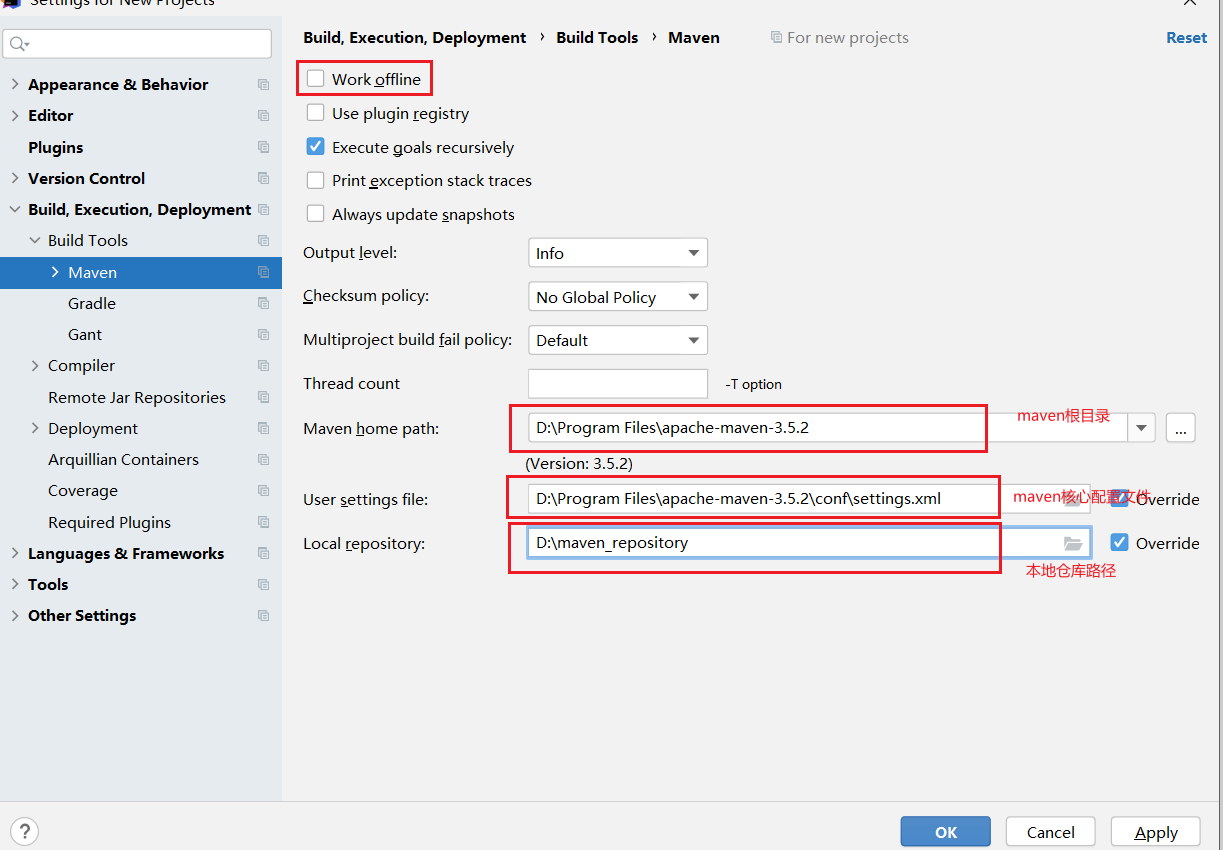 Settings for New Projects
Build, Execution, Deployment › Build Tools › Maven For new projects Reset
Appearance & Behavior
Editor
Plugins
Version Control
Build, Execution, Deployment
Build Tools
Maven
Gradle
Gant
Compiler
Remote Jar Repositories
Deployment
Arquillian Containers
Coverage
Required Plugins
Languages & Frameworks
Tools
Other Settings
Work offline
Use plugin registry
Execute goals recursively
Print exception stack traces
Always update snapshots
Output level: Info
Checksum policy: No Global Policy
Multiproject build fail policy: Default
Thread count -T option
Maven home path: D:\Program Files\apache-maven-3.5.2 maven根目录 ...
(Version: 3.5.2)
User settings file: D:\Program Files\apache-maven-3.5.2\conf\settings.xml maven核心配置文件 Override
Local repository: D:\maven_repository Override
本地仓库路径
? OK Cancel Apply